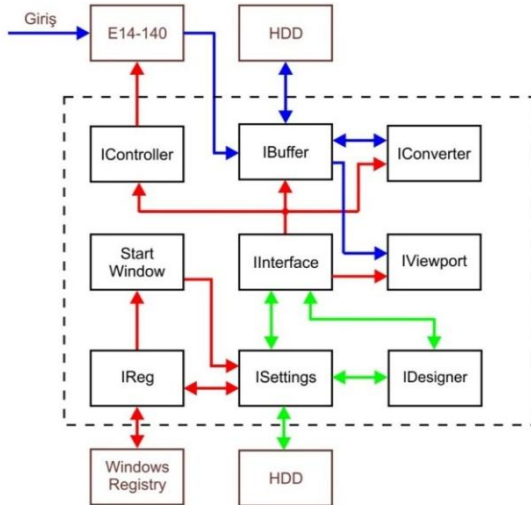 Giriş
E14-140
HDD
IController
IBuffer
IConverter
Start
Window
IInterface
IViewport
IReg
ISettings
IDesigner
Windows
Registry
HDD